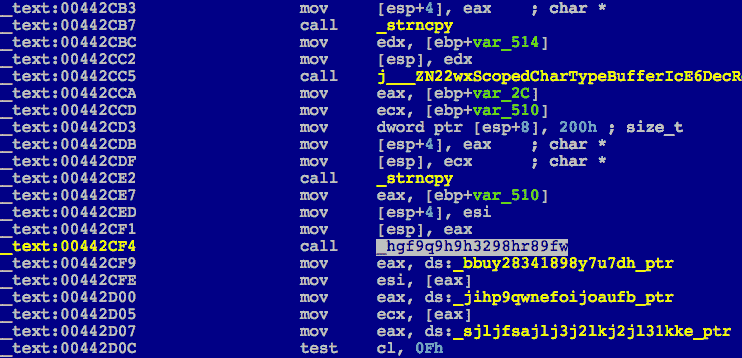 _text:00442CB3 mov [esp+4], eax ; char *
_text:00442CB7 call _strncpy
_text:00442CBC mov edx, [ebp+var_514]
_text:00442CC2 mov [esp], edx
_text:00442CC5 call j___ZN22wxScopedCharTypeBufferIcE6DecR
_text:00442CCA mov eax, [ebp+var_2C]
_text:00442CCD mov ecx, [ebp+var_510]
_text:00442CD3 mov dword ptr [esp+8], 200h ; size_t
_text:00442CDB mov [esp+4], eax ; char *
_text:00442CDF mov [esp], ecx ; char *
_text:00442CE2 call _strncpy
_text:00442CE7 mov eax, [ebp+var_510]
_text:00442CED mov [esp+4], esi
_text:00442CF1 mov [esp], eax
_text:00442CF4 call _hgf9q9h9h3298hr89fw
_text:00442CF9 mov eax, ds:_bbuy28341898y7u7dh_ptr
_text:00442CFE mov esi, [eax]
_text:00442D00 mov eax, ds:_jihp9qwnefoijoaufb_ptr
_text:00442D05 mov ecx, [eax]
_text:00442D07 mov eax, ds:_sjljfsajlj3j2lkj2jl31kke_ptr
_text:00442D0C test cl, 0Fh